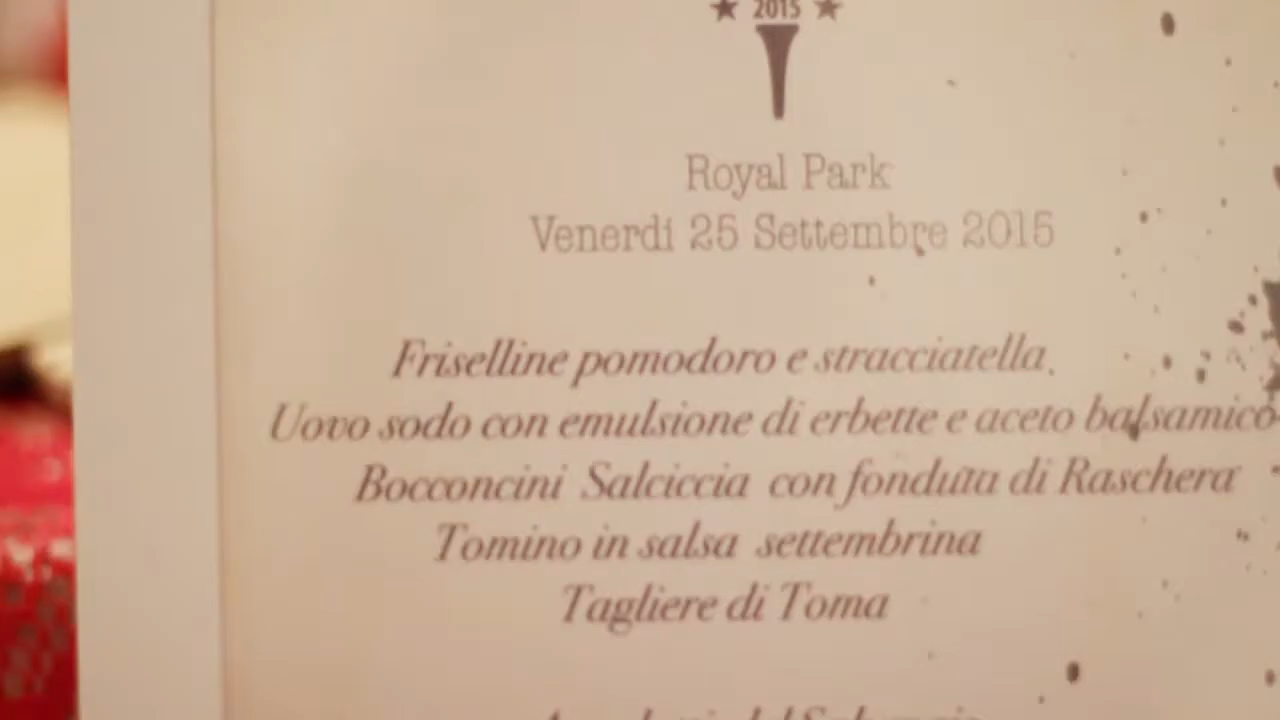 2015
Royal Park
Venerdi 25 Settembre 2015
Friselline pomodoro e stracciatella
Uovo sodo con emulsione di erbette e aceto balsamico
Bocconcini Salciccia con fonduta di Raschera
Tomino in salsa settembrina
Tagliere di Toma